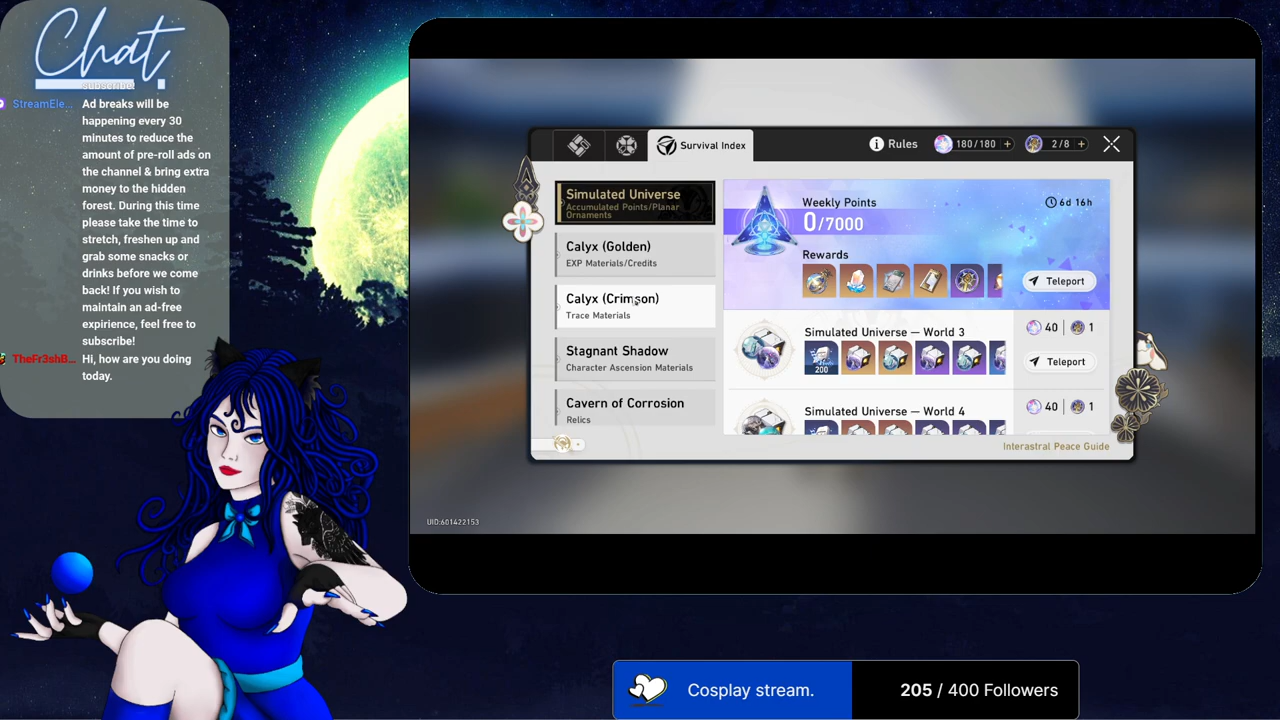 Chat
subscribe!
StreamEle... Ad breaks will be
happening every 30
minutes to reduce the
amount of pre-roll ads on
the channel & bring extra
money to the hidden
forest. During this time
please take the time to
stretch, freshen up and
grab some snacks or
drinks before we come
back! If you wish to
maintain an ad-free
expirience, feel free to
subscribe!
TheFr3shB... Hi, how are you doing
today.
Survival Index
Rules
180/180 +
2/8 +
Simulated Universe
Accumulated Points/Planar
Ornaments
Calyx (Golden)
EXP Materials/Credits
Calyx (Crimson)
Trace Materials
Stagnant Shadow
Character Ascension Materials
Cavern of Corrosion
Relics
Weekly Points
0/7000
6d 16h
Rewards
Teleport
Simulated Universe — World 3
200
40 | 1
Teleport
Simulated Universe — World 4
40 | 1
Interastral Peace Guide
UID:601422153
Cosplay stream.
205 / 400 Followers